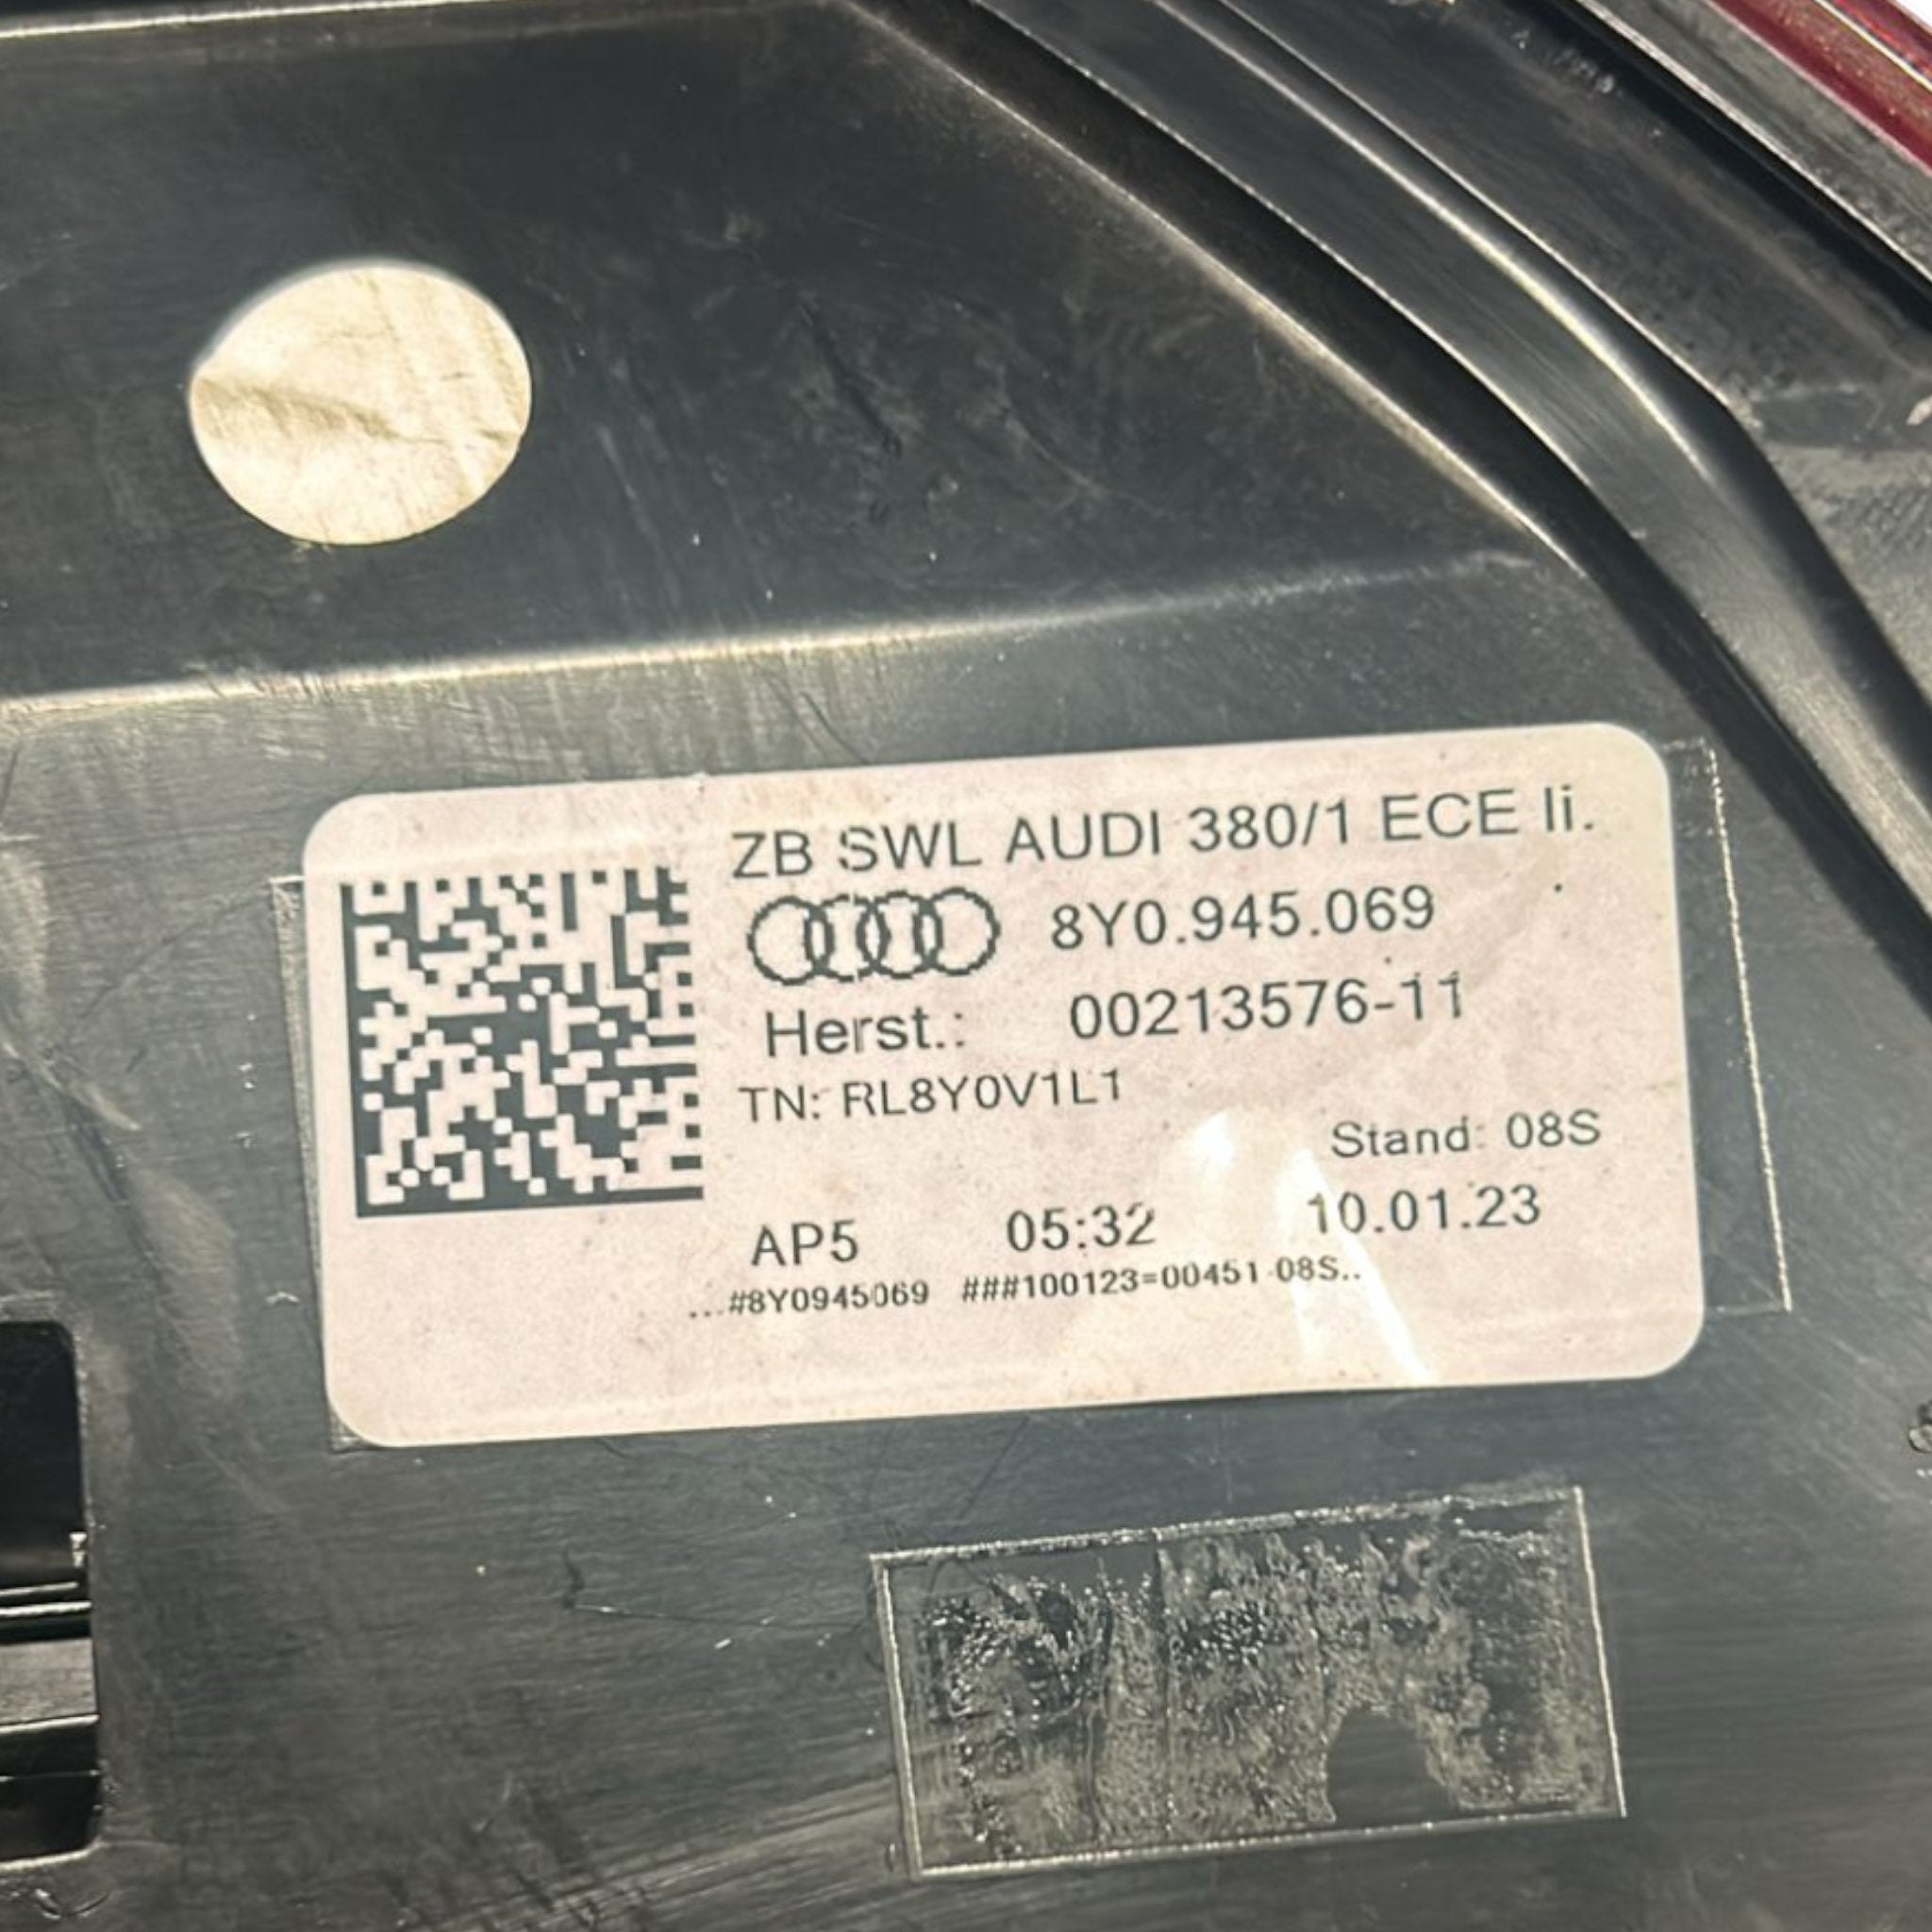 ZB SWL AUDI 380/1 ECE li.
8Y0.945.069
Herst.: 00213576-11
TN: RL8Y0V1L1
Stand: 08S
AP5 05:32 10.01.23
...#8Y0945069 ###100123=00451 08S..